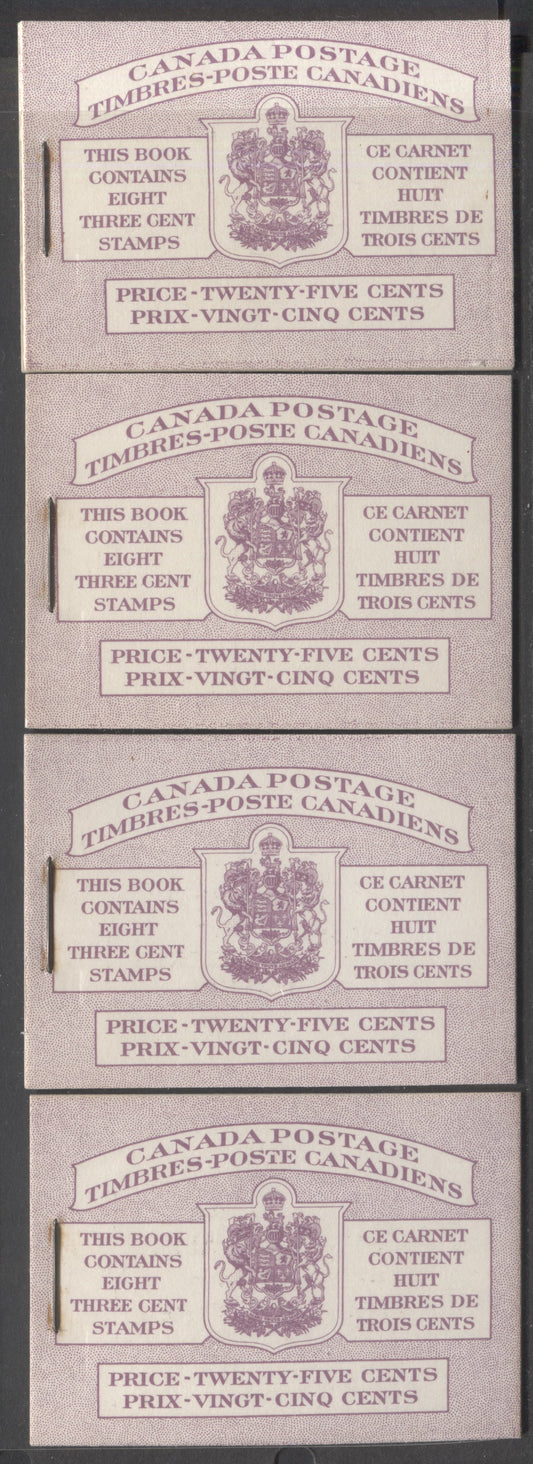 CANADA POSTAGE
TIMBRES-POSTE CANADIENS
THIS BOOK
CONTAINS
EIGHT
THREE CENT
STAMPS
CE CARNET
CONTIENT
HUIT
TIMBRES DE
TROIS CENTS
PRICE - TWENTY-FIVE CENTS
PRIX - VINGT - CINQ CENTS
CANADA POSTAGE
TIMBRES-POSTE CANADIENS
THIS BOOK
CONTAINS
EIGHT
THREE CENT
STAMPS
CE CARNET
CONTIENT
HUIT
TIMBRES DE
TROIS CENTS
PRICE - TWENTY-FIVE CENTS
PRIX - VINGT - CINQ CENTS
CANADA POSTAGE
TIMBRES-POSTE CANADIENS
THIS BOOK
CONTAINS
EIGHT
THREE CENT
STAMPS
CE CARNET
CONTIENT
HUIT
TIMBRES DE
TROIS CENTS
PRICE - TWENTY-FIVE CENTS
PRIX - VINGT - CINQ CENTS
CANADA POSTAGE
TIMBRES-POSTE CANADIENS
THIS BOOK
CONTAINS
EIGHT
THREE CENT
STAMPS
CE CARNET
CONTIENT
HUIT
TIMBRES DE
TROIS CENTS
PRICE - TWENTY-FIVE CENTS
PRIX - VINGT - CINQ CENTS